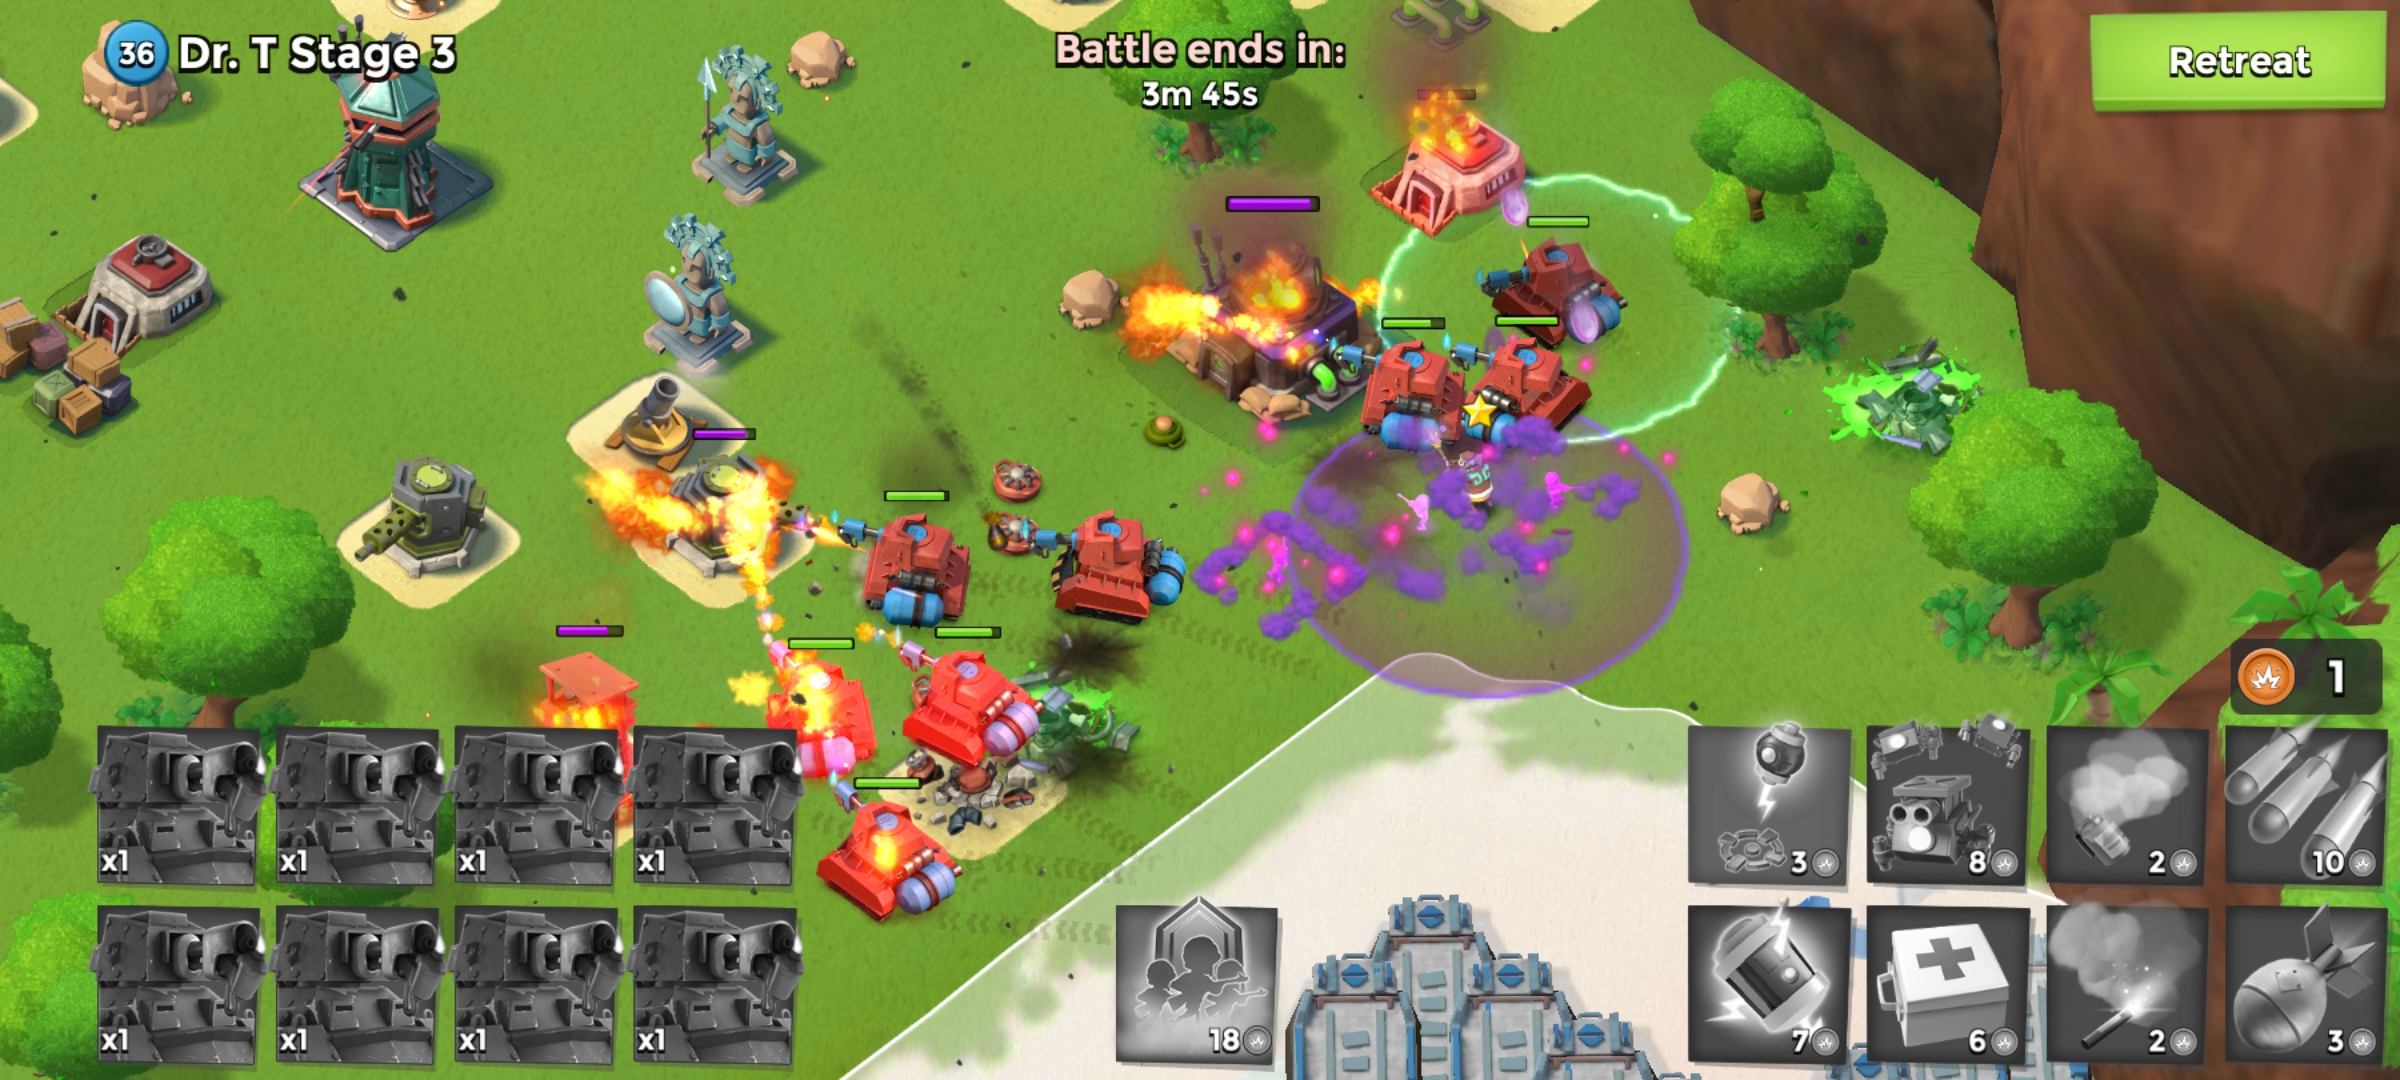 36 Dr. T Stage 3
Battle ends in:
3m 45s
Retreat
1
x1 x1 x1 x1
3 8 2 10
x1 x1 x1 x1
18
7 6 2 3